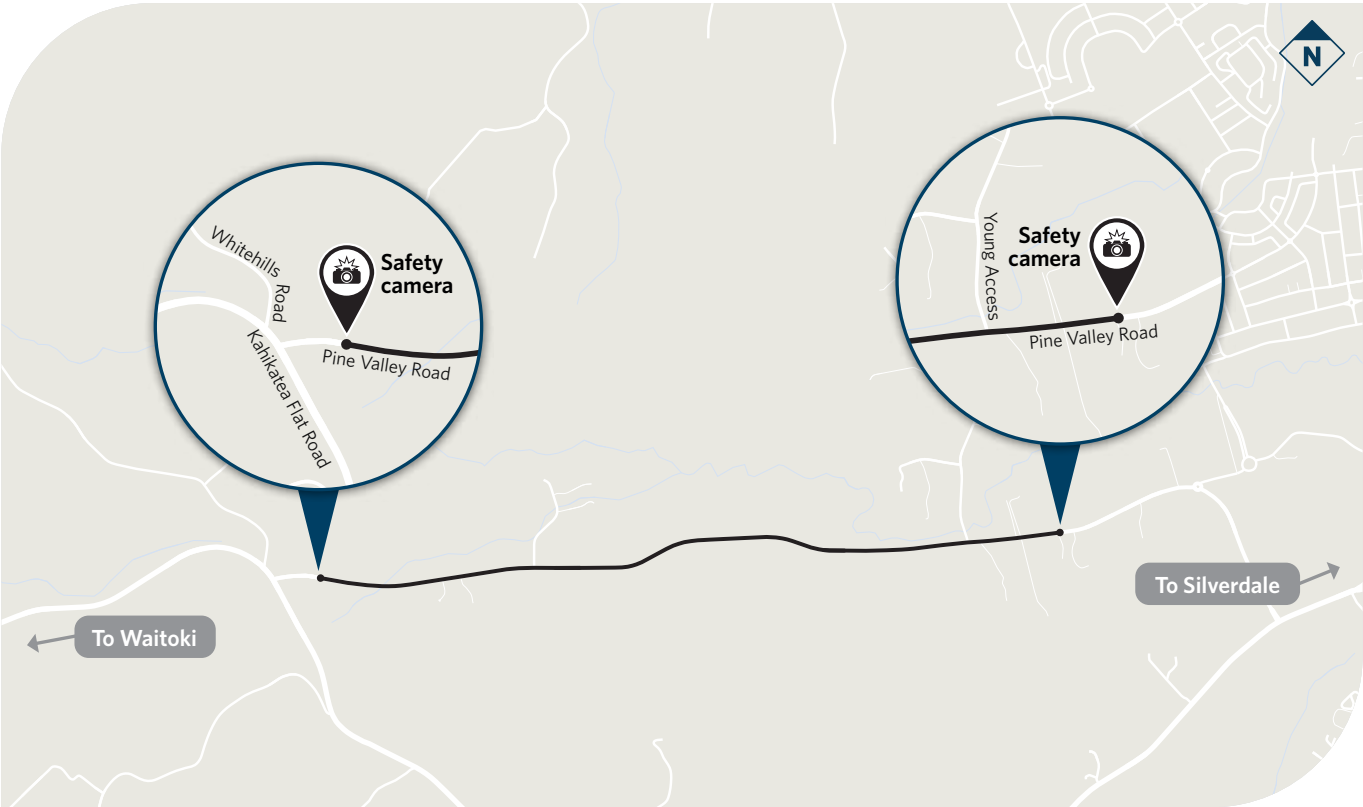 N
Whitehills
Road
Safety
camera
Kahikatea Flat Road
Pine Valley Road
Young Access
Safety
camera
Pine Valley Road
To Silverdale
To Waitoki